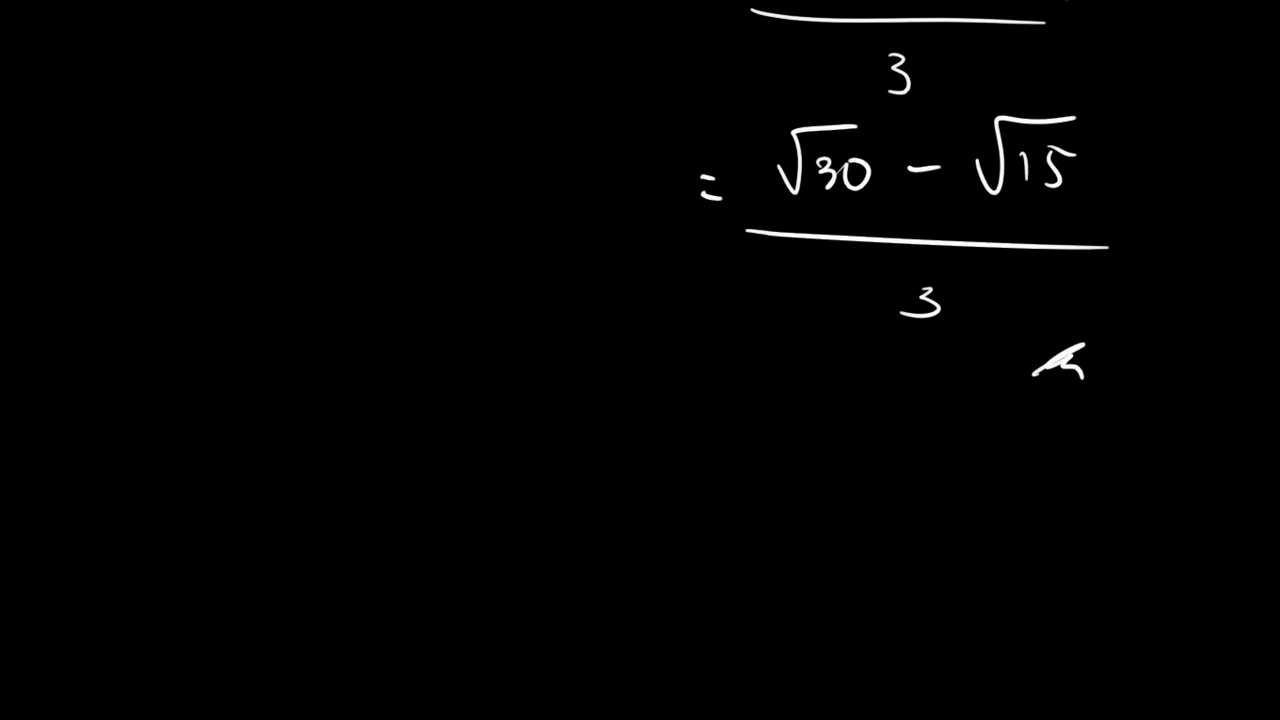 3
= √30 - √15
3